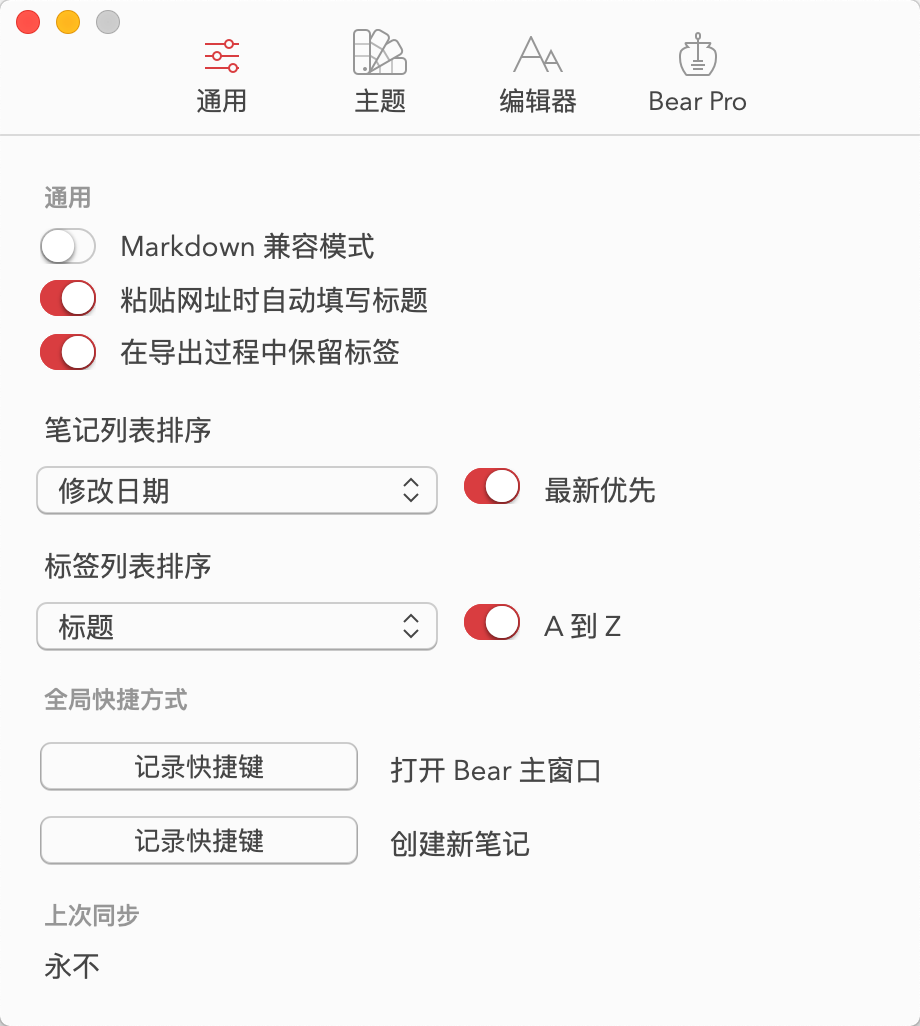 通用
主题
编辑器
Bear Pro
通用
Markdown 兼容模式
粘贴网址时自动填写标题
在导出过程中保留标签
笔记列表排序
修改日期
最新优先
标签列表排序
标题
A 到 Z
全局快捷方式
记录快捷键
打开 Bear 主窗口
记录快捷键
创建新笔记
上次同步
永不